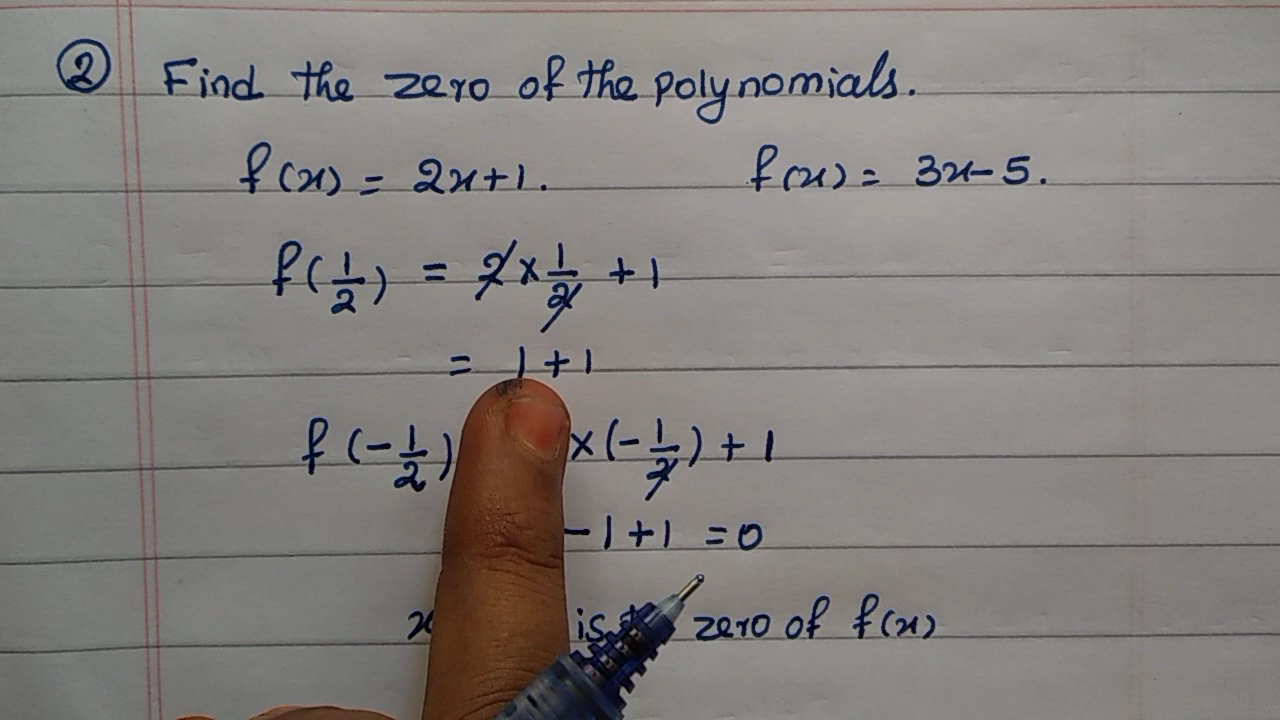 ② Find the zero of the polynomials.
f(x) = 2x+1. f(x) = 3x-5.
f(1/2) = 2×1/2 +1
= 1+1
f(-1/2) ×(-1/2)+1
-1+1 =0
x is zero of f(x)